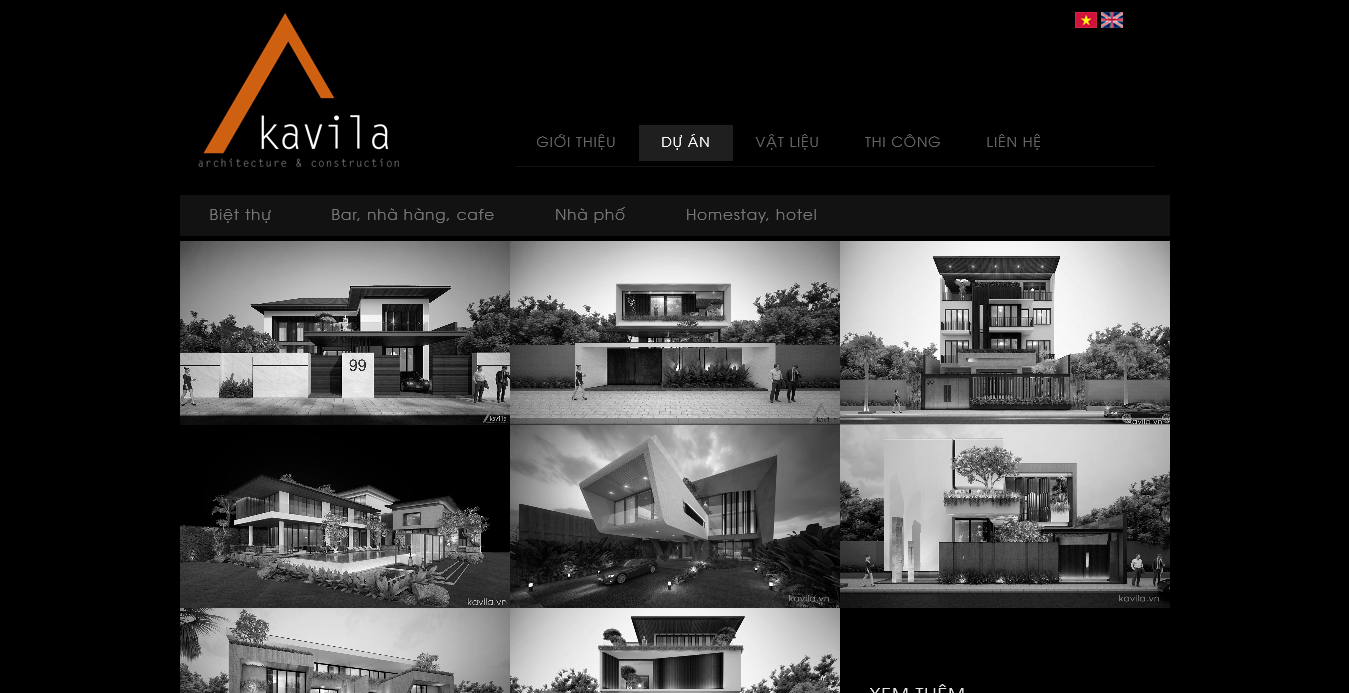 kavila
architecture & construction
GIỚI THIỆU DỰ ÁN VẬT LIỆU THI CÔNG LIÊN HỆ
Biệt thự Bar, nhà hàng, cafe Nhà phố Homestay, hotel
99
kavila
kavila.vn
kavila.vn
kavila.vn
kavila.vn
XEM THÊM